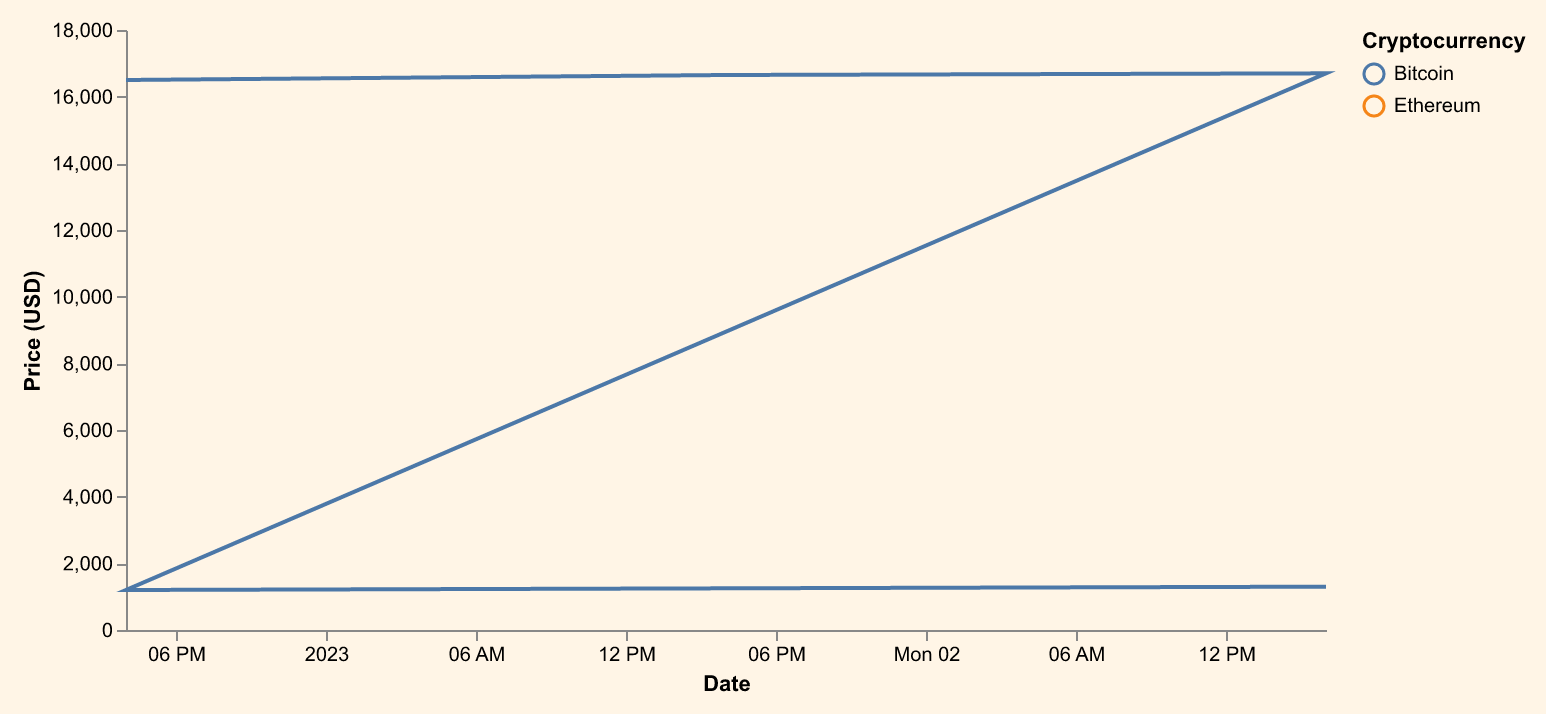 18,000
16,000
14,000
12,000
10,000
8,000
6,000
4,000
2,000
0
Price (USD)
06 PM 2023 06 AM 12 PM 06 PM Mon 02 06 AM 12 PM
Date
Cryptocurrency
Bitcoin
Ethereum